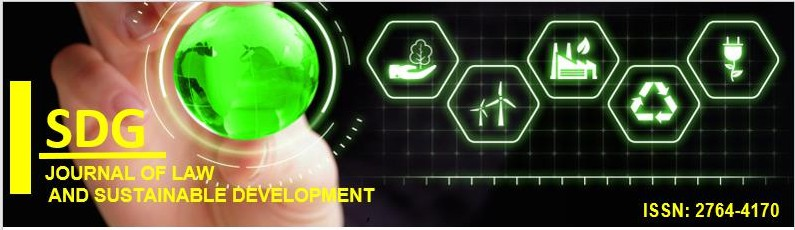 SDG
JOURNAL OF LAW
AND SUSTAINABLE DEVELOPMENT
ISSN: 2764-4170